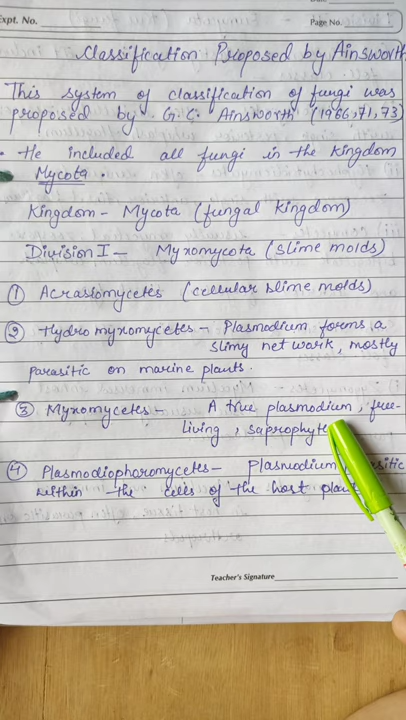 Expt. No.
Page No.
Classification Proposed by Ainsworth
This system of classification of fungi was
proposed by G.C. Ainsworth (1966,71,73)
He included all fungi in the kingdom
Mycota.
Kingdom - Mycota (fungal kingdom)
Division I - Myxomycota (slime molds)
① Acrasiomycetes (cellular slime molds)
② Hydromyxomycetes - Plasmodium forms a
slimy net work, mostly
parasitic on marine plants.
③ Myxomycetes - A true plasmodium, free-
living, saprophyte
④ Plasmodiophoromycetes - Plasmodium
within the cells of the host plant
Teacher's Signature